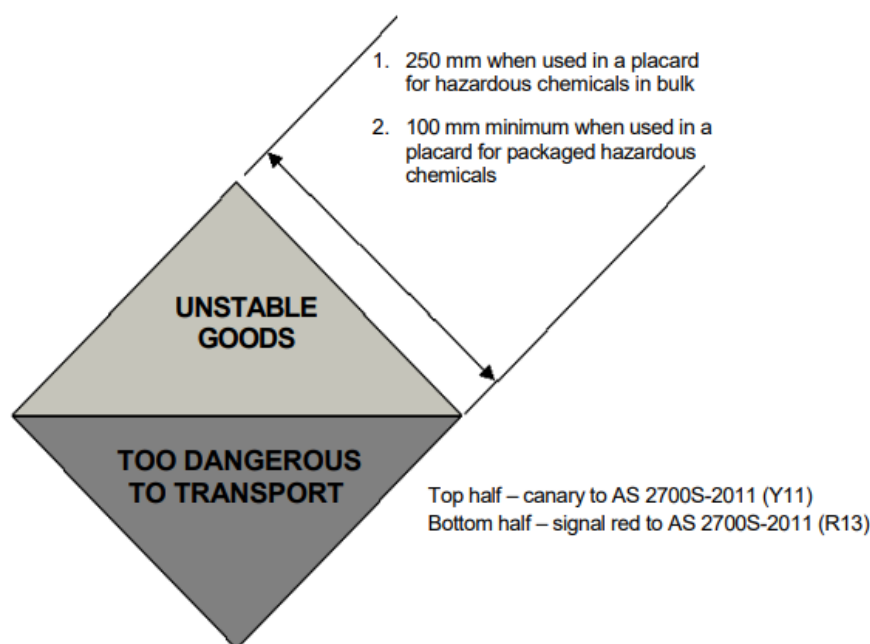 1. 250 mm when used in a placard
for hazardous chemicals in bulk
2. 100 mm minimum when used in a
placard for packaged hazardous
chemicals
UNSTABLE
GOODS
TOO DANGEROUS
TO TRANSPORT
Top half – canary to AS 2700S-2011 (Y11)
Bottom half – signal red to AS 2700S-2011 (R13)